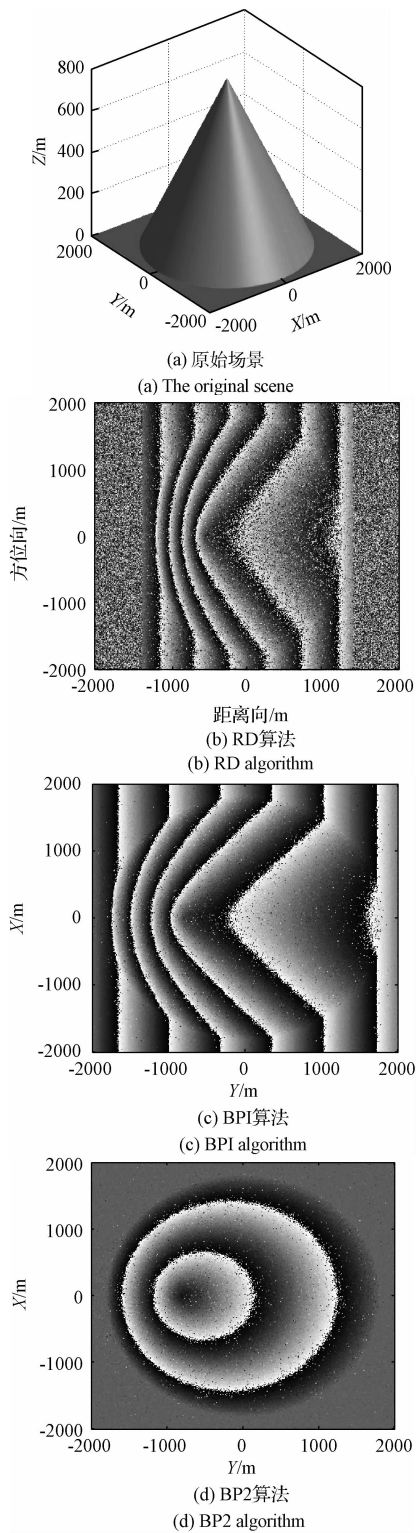 800
600
400
200
0
Z/m
2000
0
-2000
Y/m
-2000
0
2000
X/m
(a) 原始场景
(a) The original scene
2000
1000
0
-1000
-2000
方位向/m
-2000 -1000 0 1000 2000
距离向/m
(b) RD算法
(b) RD algorithm
2000
1000
0
-1000
-2000
X/m
-2000 -1000 0 1000 2000
Y/m
(c) BPI算法
(c) BPI algorithm
2000
1000
0
-1000
-2000
X/m
-2000 -1000 0 1000 2000
Y/m
(d) BP2算法
(d) BP2 algorithm